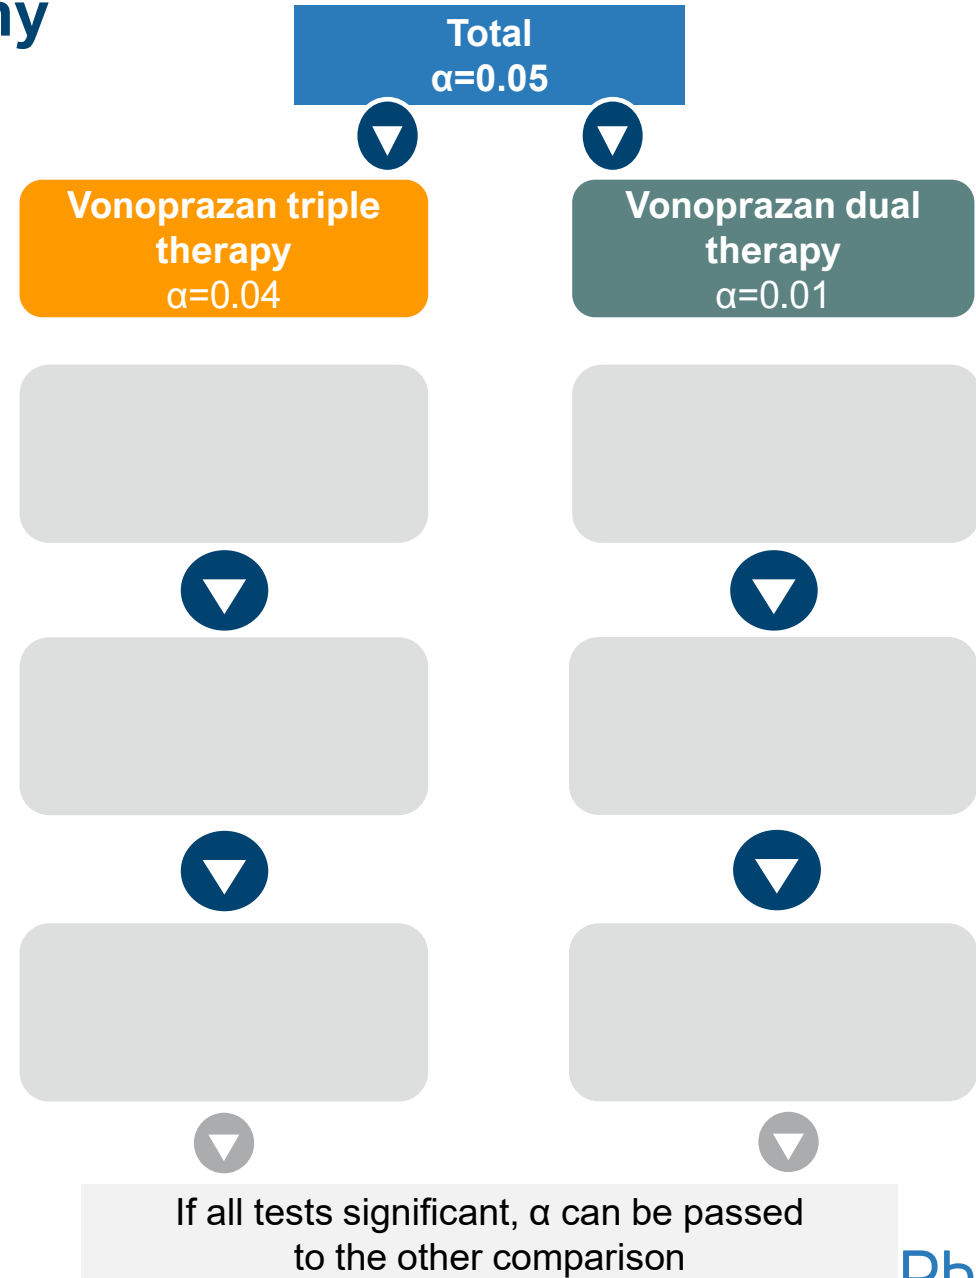 Total
α=0.05
Vonoprazan triple
therapy
α=0.04
Vonoprazan dual
therapy
α=0.01
If all tests significant, α can be passed
to the other comparison